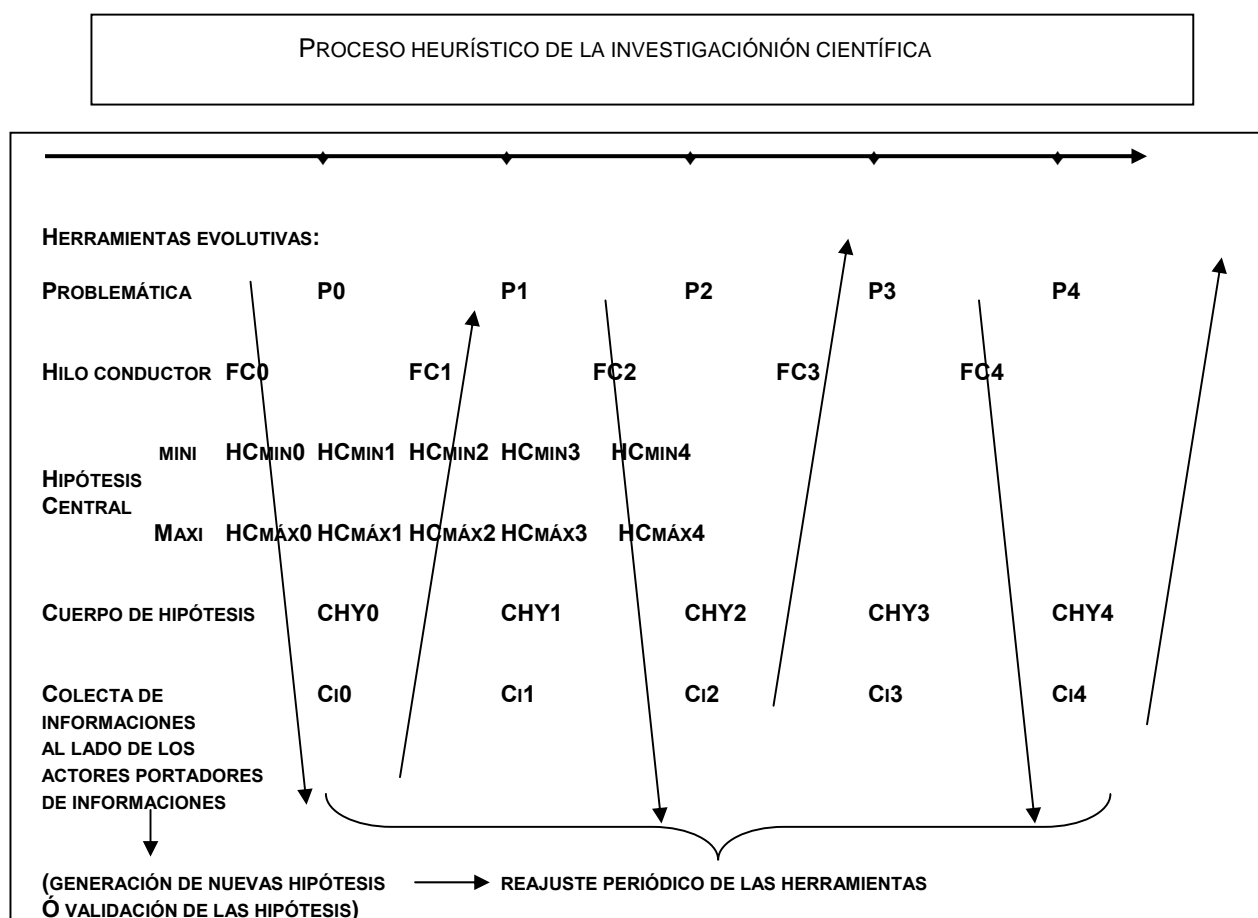 PROCESO HEURÍSTICO DE LA INVESTIGACIÓNIÓN CIENTÍFICA
HERRAMIENTAS EVOLUTIVAS:
PROBLEMÁTICA P0 P1 P2 P3 P4
HILO CONDUCTOR FC0 FC1 FC2 FC3 FC4
MINI HCMIN0 HCMIN1 HCMIN2 HCMIN3 HCMIN4
HIPÓTESIS
CENTRAL
MAXI HCMÁX0 HCMÁX1 HCMÁX2 HCMÁX3 HCMÁX4
CUERPO DE HIPÓTESIS CHY0 CHY1 CHY2 CHY3 CHY4
COLECTA DE CI0 CI1 CI2 CI3 CI4
INFORMACIONES
AL LADO DE LOS
ACTORES PORTADORES
DE INFORMACIONES
(GENERACIÓN DE NUEVAS HIPÓTESIS REAJUSTE PERIÓDICO DE LAS HERRAMIENTAS
Ó VALIDACIÓN DE LAS HIPÓTESIS)